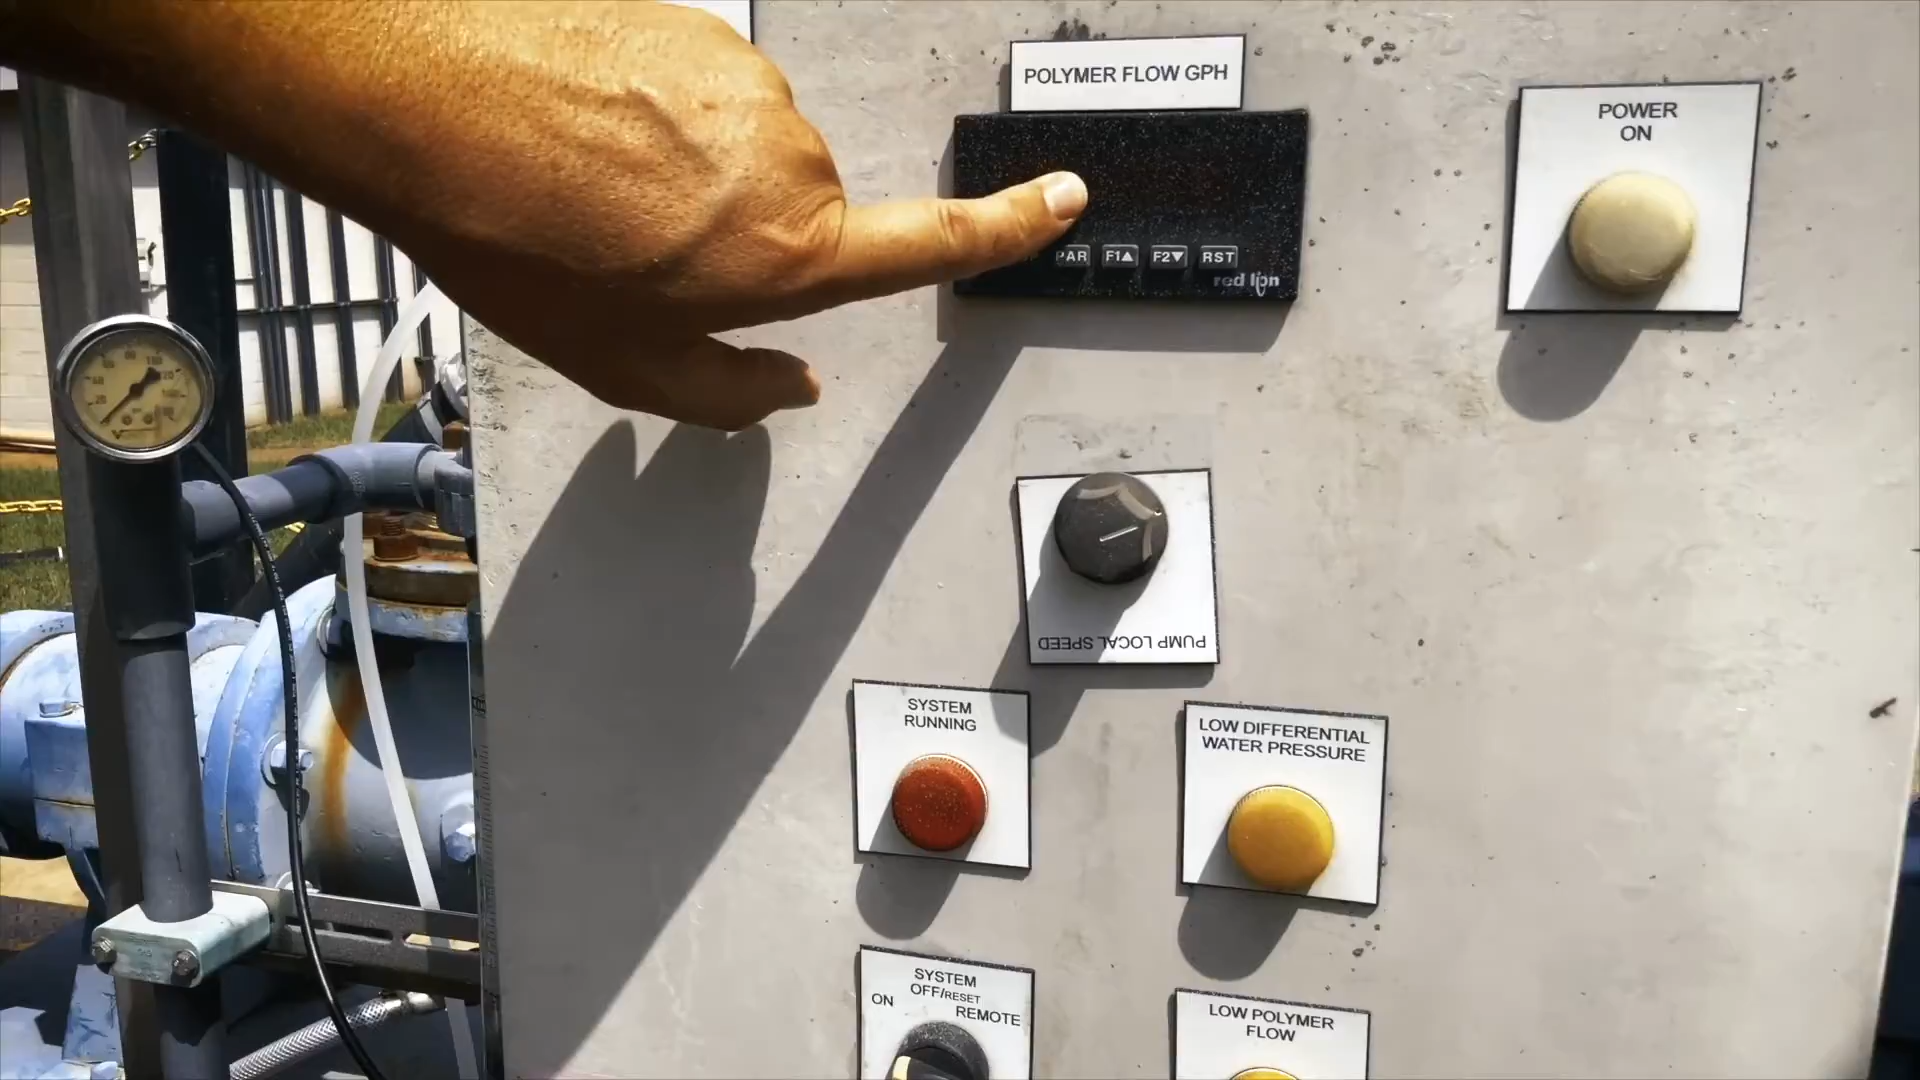 POLYMER FLOW GPH
PAR F1▲ F2▼ RST
red lion
POWER
ON
PUMP LOCAL SPEED
SYSTEM
RUNNING
LOW DIFFERENTIAL
WATER PRESSURE
SYSTEM
OFF/RESET
ON
REMOTE
LOW POLYMER
FLOW